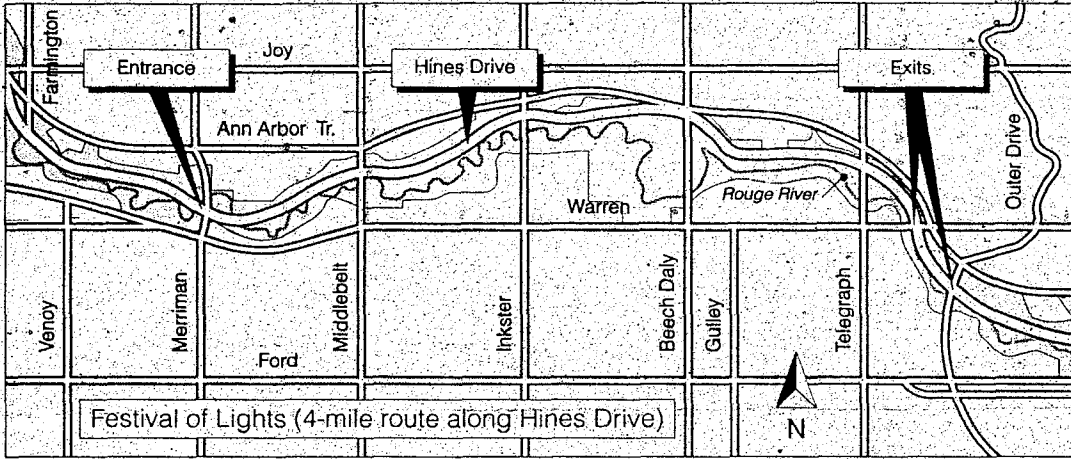 Farmington
Entrance
Joy
Hines Drive
Exits
Ann Arbor Tr.
Outer Drive
Rouge River
Warren
Venoy
Merriman
Middlebelt
Inkster
Beech Daly
Gulley
Telegraph
Ford
Festival of Lights (4-mile route along Hines Drive)
N